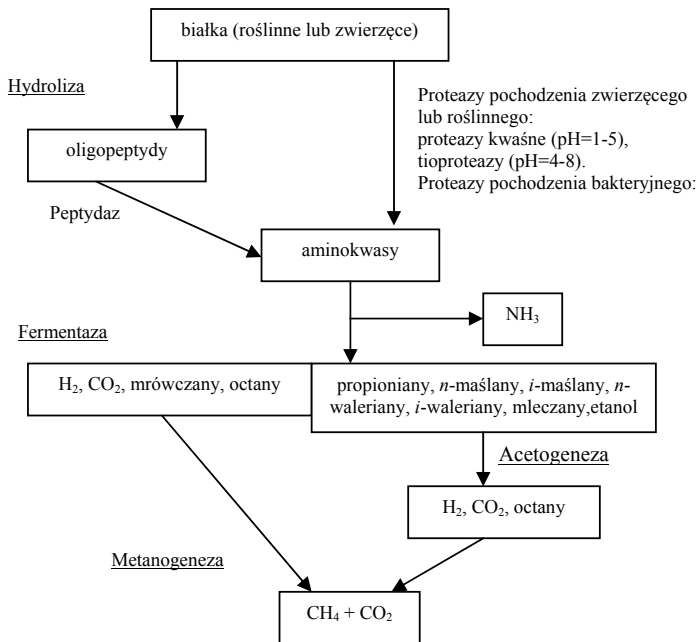 białka (roślinne lub zwierzęce)
Hydroliza
Proteazy pochodzenia zwierzęcego
lub roślinnego:
proteazy kwaśne (pH=1-5),
tioproteazy (pH=4-8).
Proteazy pochodzenia bakteryjnego:
oligopeptydy
Peptydaz
aminokwasy
NH₃
Fermentaza
H₂, CO₂, mrówczany, octany
propioniany, n-maślany, i-maślany, n-
waleriany, i-waleriany, mleczany,etanol
Acetogeneza
H₂, CO₂, octany
Metanogeneza
CH₄ + CO₂